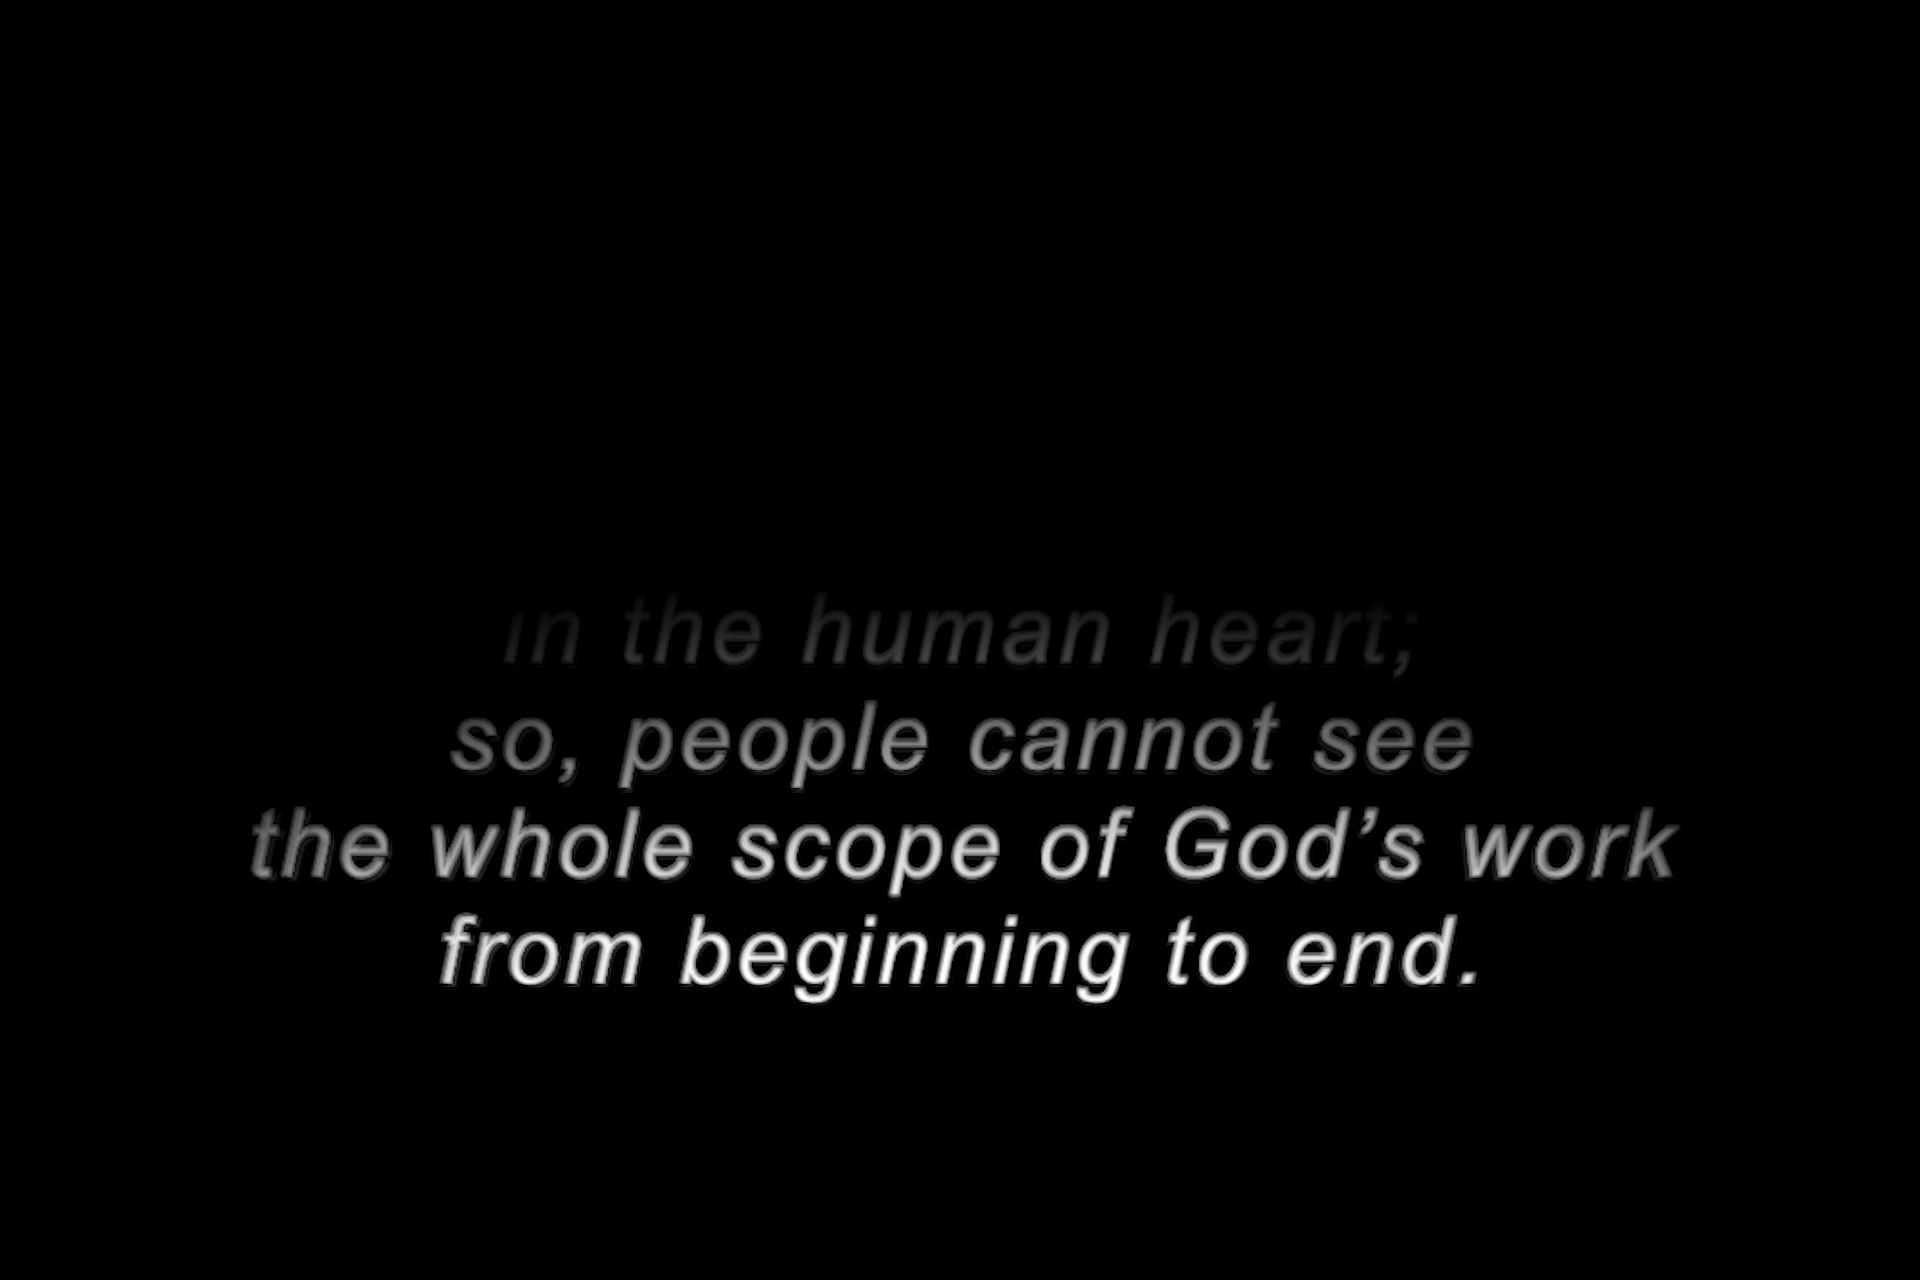 in the human heart;
so, people cannot see
the whole scope of God’s work
from beginning to end.